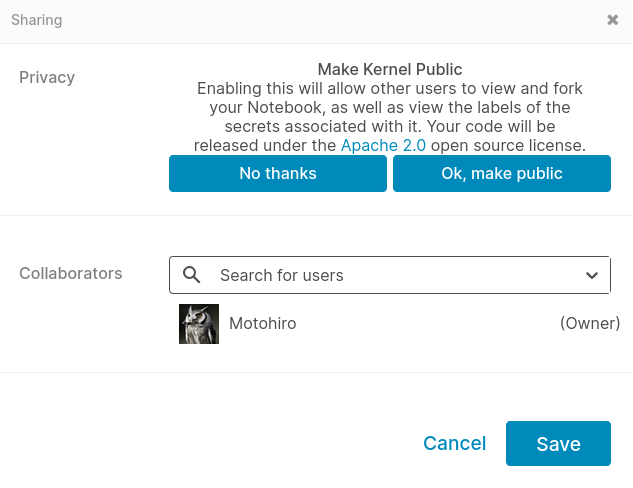 Sharing
Privacy
Make Kernel Public
Enabling this will allow other users to view and fork
your Notebook, as well as view the labels of the
secrets associated with it. Your code will be
released under the Apache 2.0 open source license.
No thanks
Ok, make public
Collaborators
Search for users
Motohiro
(Owner)
Cancel
Save